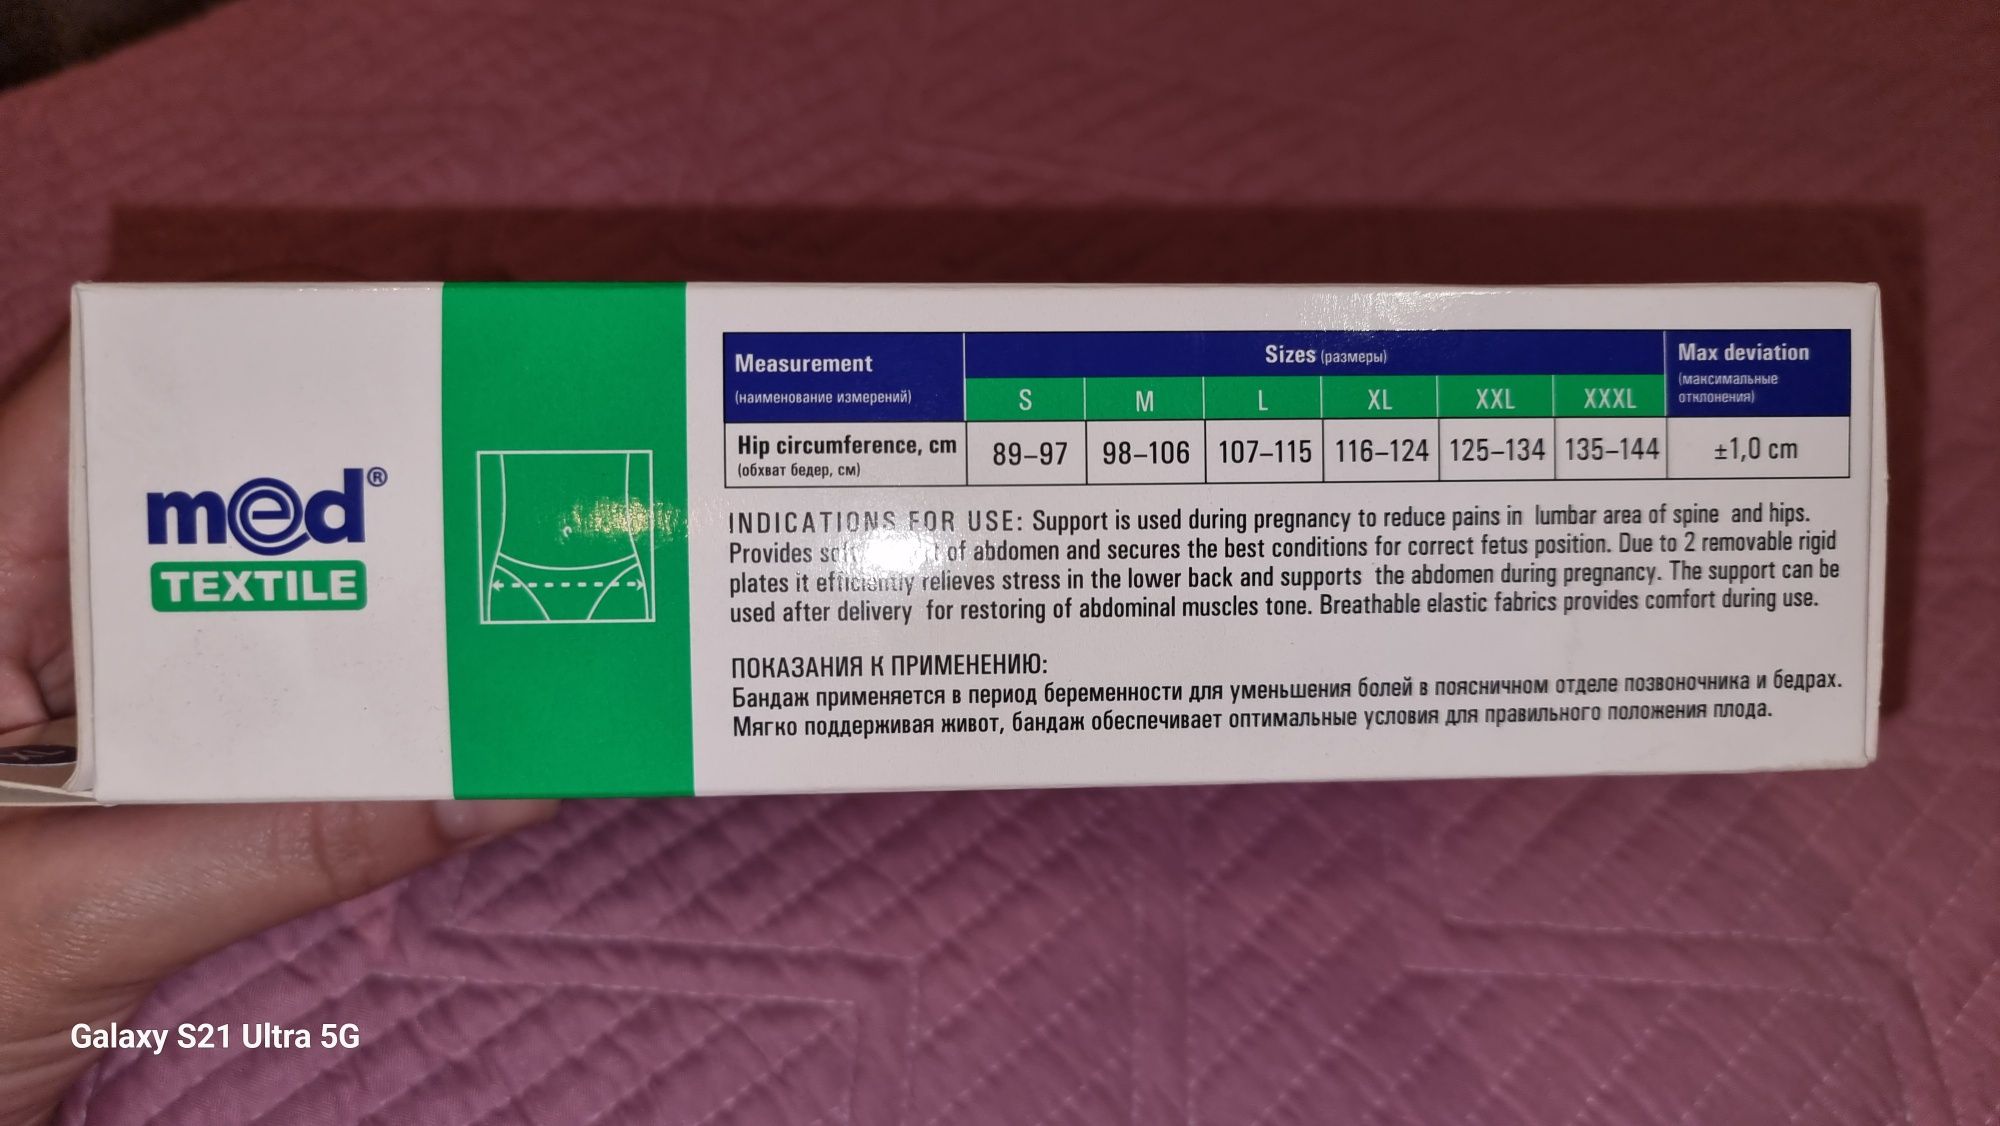 med®
TEXTILE
Measurement
(наименование измерений)
Sizes (размеры)
Max deviation
(максимальные
отклонения)
S M L XL XXL XXXL
Hip circumference, cm
(обхват бедер, см)
89–97 98–106 107–115 116–124 125–134 135–144 ±1,0 cm
INDICATIONS FOR USE: Support is used during pregnancy to reduce pains in lumbar area of spine and hips.
Provides of abdomen and secures the best conditions for correct fetus position. Due to 2 removable rigid
plates it efficiently relieves stress in the lower back and supports the abdomen during pregnancy. The support can be
used after delivery for restoring of abdominal muscles tone. Breathable elastic fabrics provides comfort during use.
ПОКАЗАНИЯ К ПРИМЕНЕНИЮ:
Бандаж применяется в период беременности для уменьшения болей в поясничном отделе позвоночника и бедрах.
Мягко поддерживая живот, бандаж обеспечивает оптимальные условия для правильного положения плода.
XL
Galaxy S21 Ultra 5G